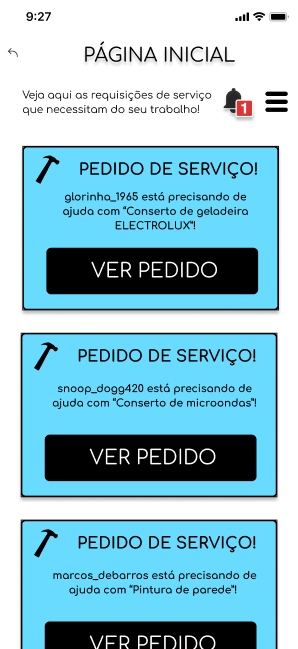 9:27
PÁGINA INICIAL
Veja aqui as requisições de serviço
que necessitam do seu trabalho!
1
PEDIDO DE SERVIÇO!
glorinha_1965 está precisando de
ajuda com “Conserto de geladeira
ELECTROLUX”!
VER PEDIDO
PEDIDO DE SERVIÇO!
snoop_dogg420 está precisando de
ajuda com “Conserto de microondas”!
VER PEDIDO
PEDIDO DE SERVIÇO!
marcos_debarros está precisando de
ajuda com “Pintura de parede”!
VER PEDIDO